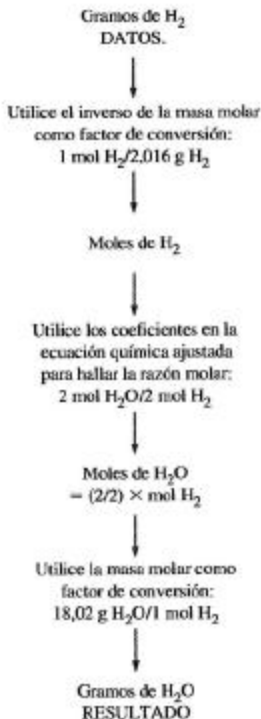 Gramos de H₂
DATOS.
Utilice el inverso de la masa molar
como factor de conversión:
1 mol H₂/2,016 g H₂
Moles de H₂
Utilice los coeficientes en la
ecuación química ajustada
para hallar la razón molar:
2 mol H₂O/2 mol H₂
Moles de H₂O
= (2/2) × mol H₂
Utilice la masa molar como
factor de conversión:
18,02 g H₂O/1 mol H₂
Gramos de H₂O
RESULTADO